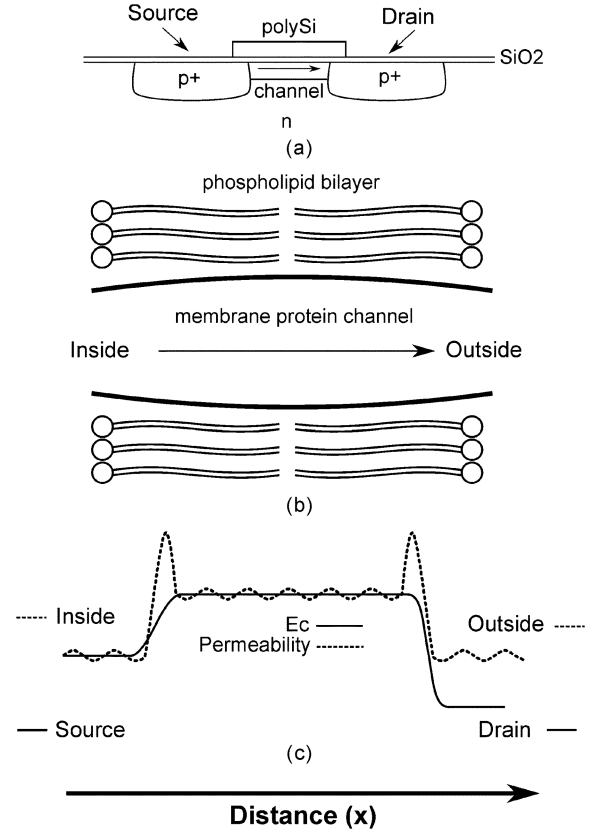 Source
Drain
polySi
SiO2
p+
p+
channel
n
(a)
phospholipid bilayer
membrane protein channel
Inside
Outside
(b)
Inside
Ec
Outside
Permeability
Source
Drain
(c)
Distance (x)